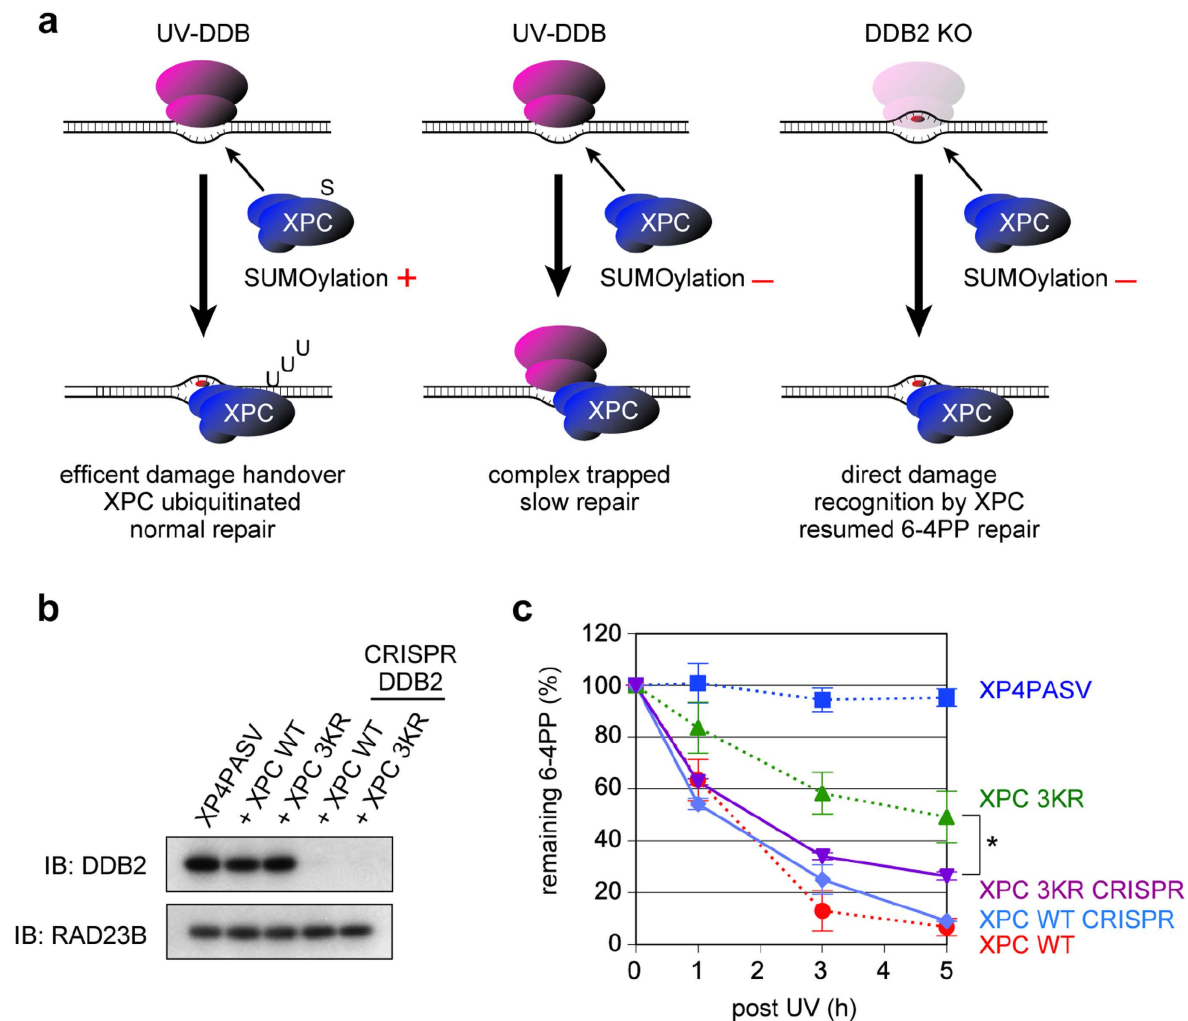 a
UV-DDB
UV-DDB
DDB2 KO
S
XPC
XPC
XPC
SUMOylation +
SUMOylation –
SUMOylation –
U
U
U
XPC
XPC
XPC
efficent damage handover
XPC ubiquitinated
normal repair
complex trapped
slow repair
direct damage
recognition by XPC
resumed 6-4PP repair
b
CRISPR
DDB2
XP4PASV
+ XPC WT
+ XPC 3KR
+ XPC WT
+ XPC 3KR
IB: DDB2
IB: RAD23B
c
remaining 6-4PP (%)
120
100
80
60
40
20
0
0
1
2
3
4
5
post UV (h)
XP4PASV
XPC 3KR
*
XPC 3KR CRISPR
XPC WT CRISPR
XPC WT